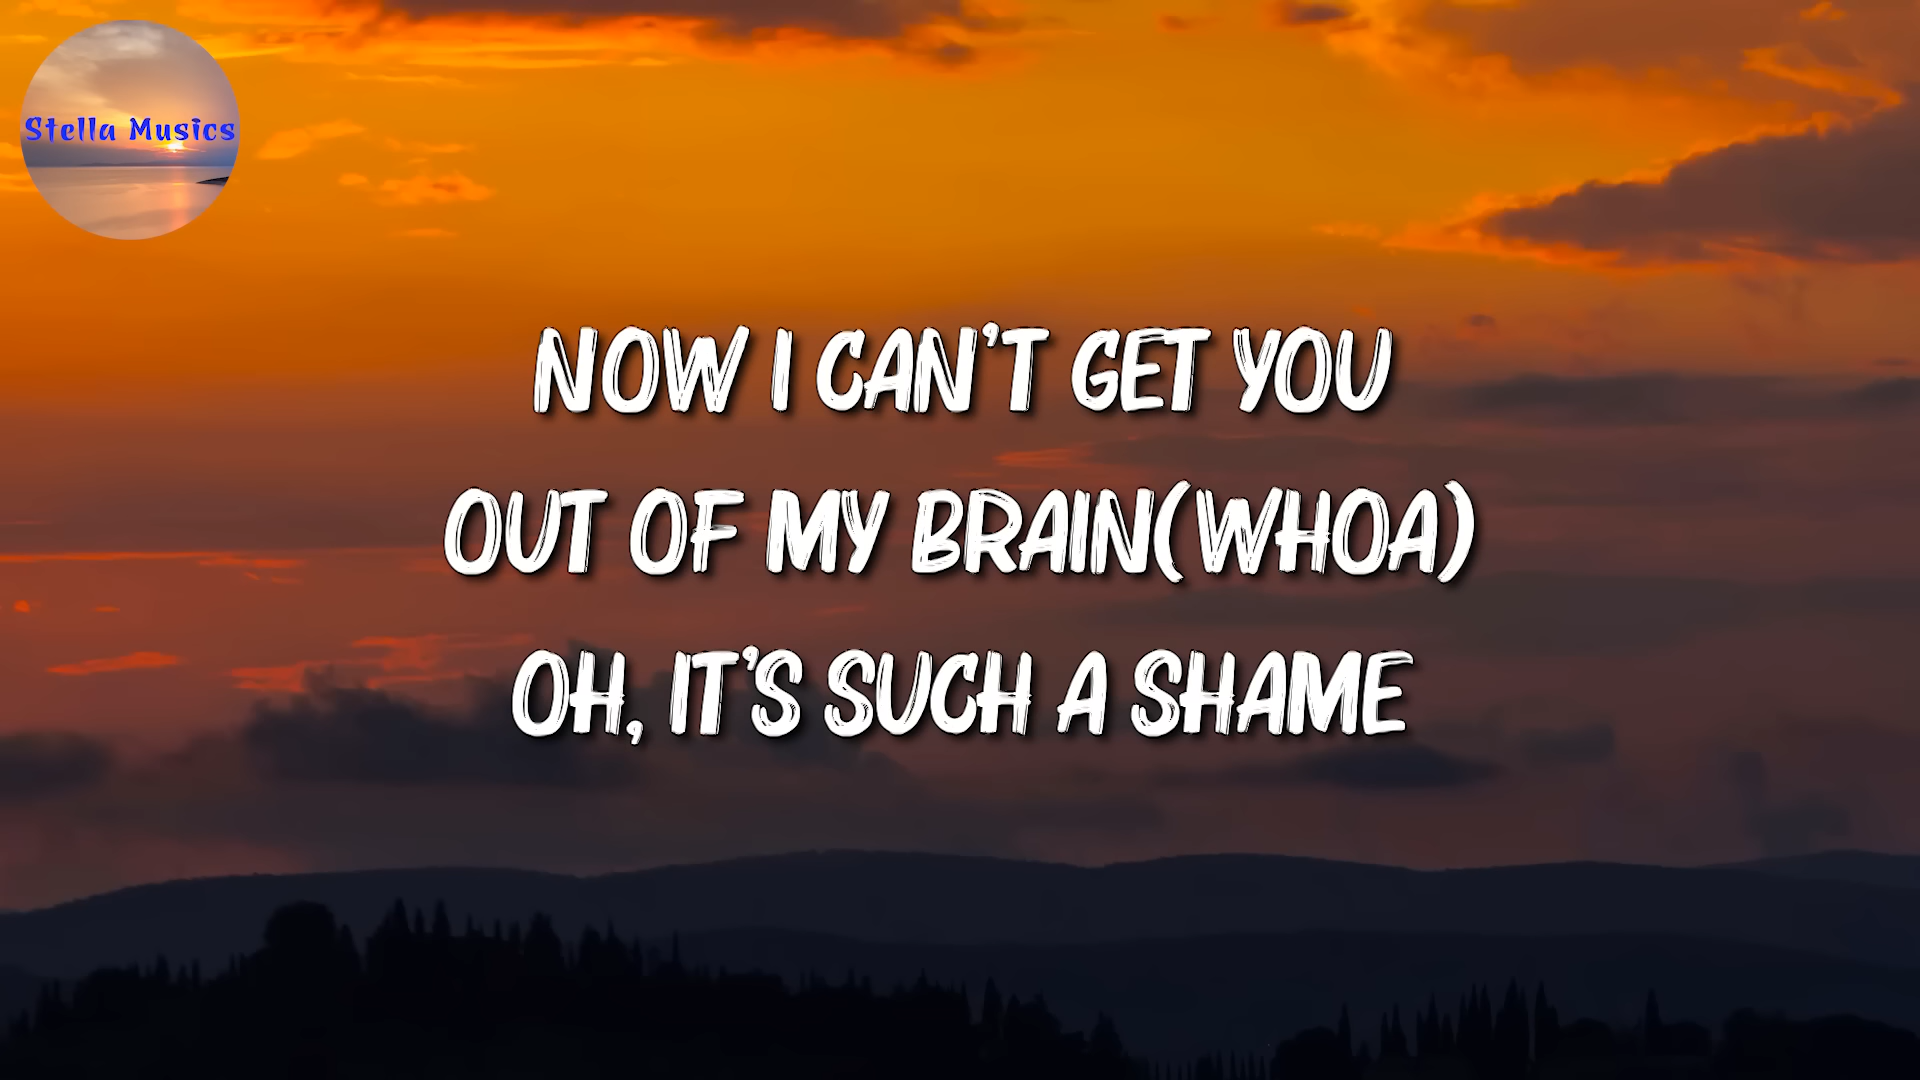 Stella Musics
NOW I CAN'T GET YOU
OUT OF MY BRAIN(WHOA)
OH, IT'S SUCH A SHAME